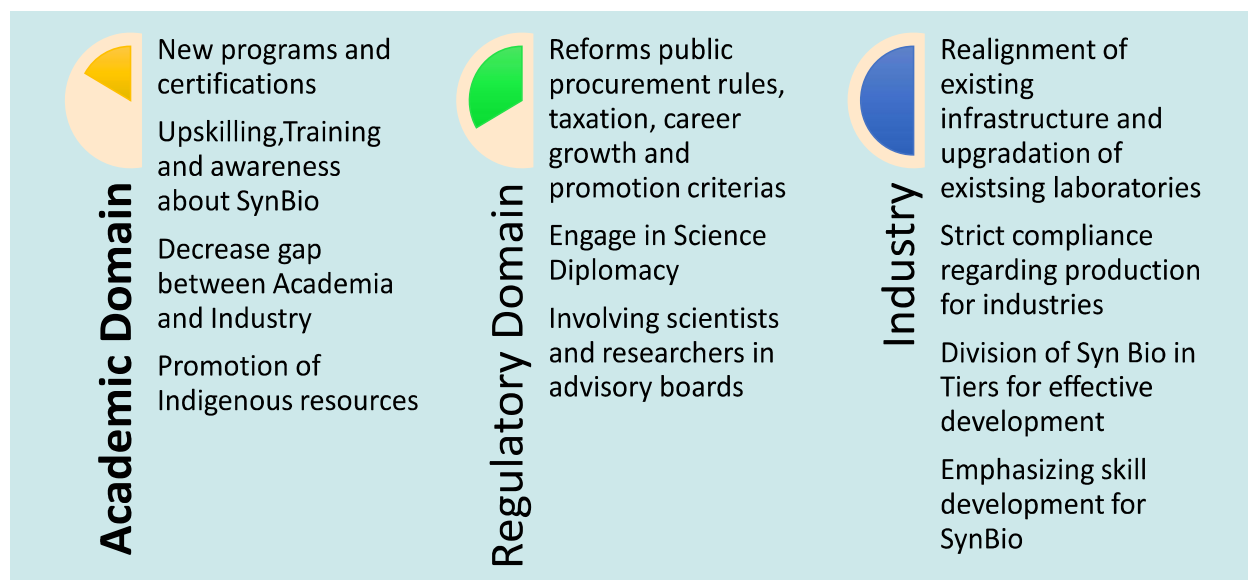 Academic Domain
New programs and
certifications
Upskilling,Training
and awareness
about SynBio
Decrease gap
between Academia
and Industry
Promotion of
Indigenous resources
Regulatory Domain
Reforms public
procurement rules,
taxation, career
growth and
promotion criterias
Engage in Science
Diplomacy
Involving scientists
and researchers in
advisory boards
Industry
Realignment of
existing
infrastructure and
upgradation of
existsing laboratories
Strict compliance
regarding production
for industries
Division of Syn Bio in
Tiers for effective
development
Emphasizing skill
development for
SynBio